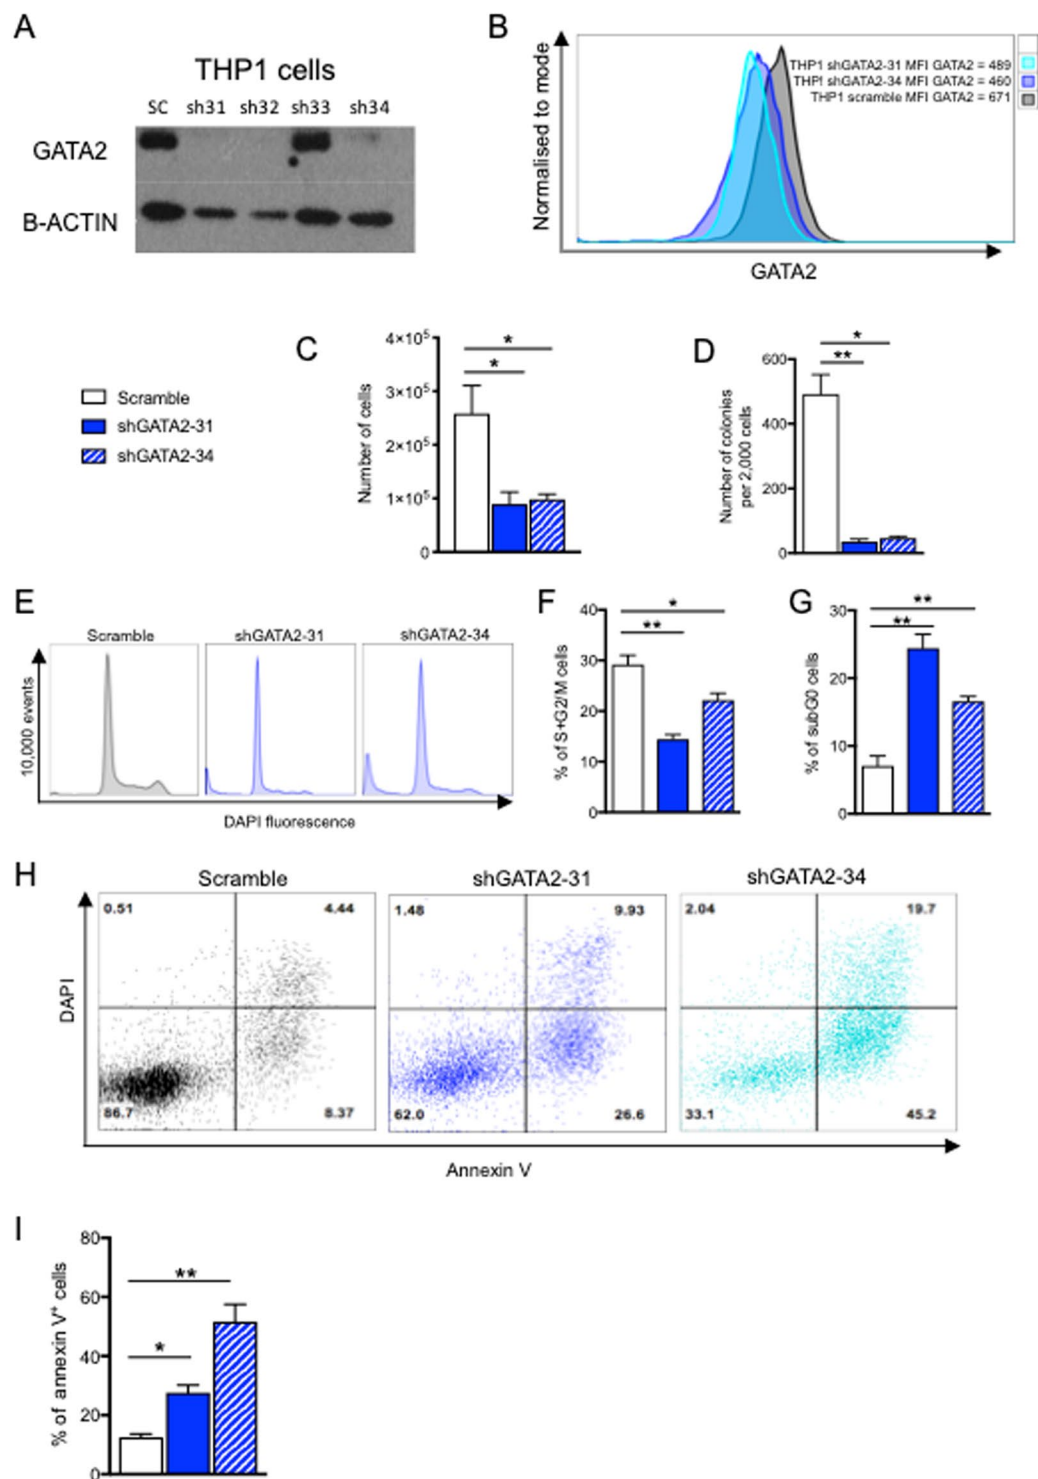 A
THP1 cells
SC sh31 sh32 sh33 sh34
GATA2
B-ACTIN
B
Normalised to mode
THP1 shGATA2-31 MFI GATA2 = 489
THP1 shGATA2-34 MFI GATA2 = 460
THP1 scramble MFI GATA2 = 671
GATA2
Scramble
shGATA2-31
shGATA2-34
C
Number of cells
4×10⁵
3×10⁵
2×10⁵
1×10⁵
0
*
*
D
Number of colonies
per 2,000 cells
600
400
200
0
*
**
E
Scramble
shGATA2-31
shGATA2-34
10,000 events
DAPI fluorescence
F
% of S+G2/M cells
40
30
20
10
0
*
**
G
% of subG0 cells
30
20
10
0
**
**
H
Scramble
shGATA2-31
shGATA2-34
DAPI
0.51 4.44
86.7 8.37
1.48 9.93
62.0 26.6
2.04 19.7
33.1 45.2
Annexin V
I
% of annexin V⁺ cells
80
60
40
20
0
**
*